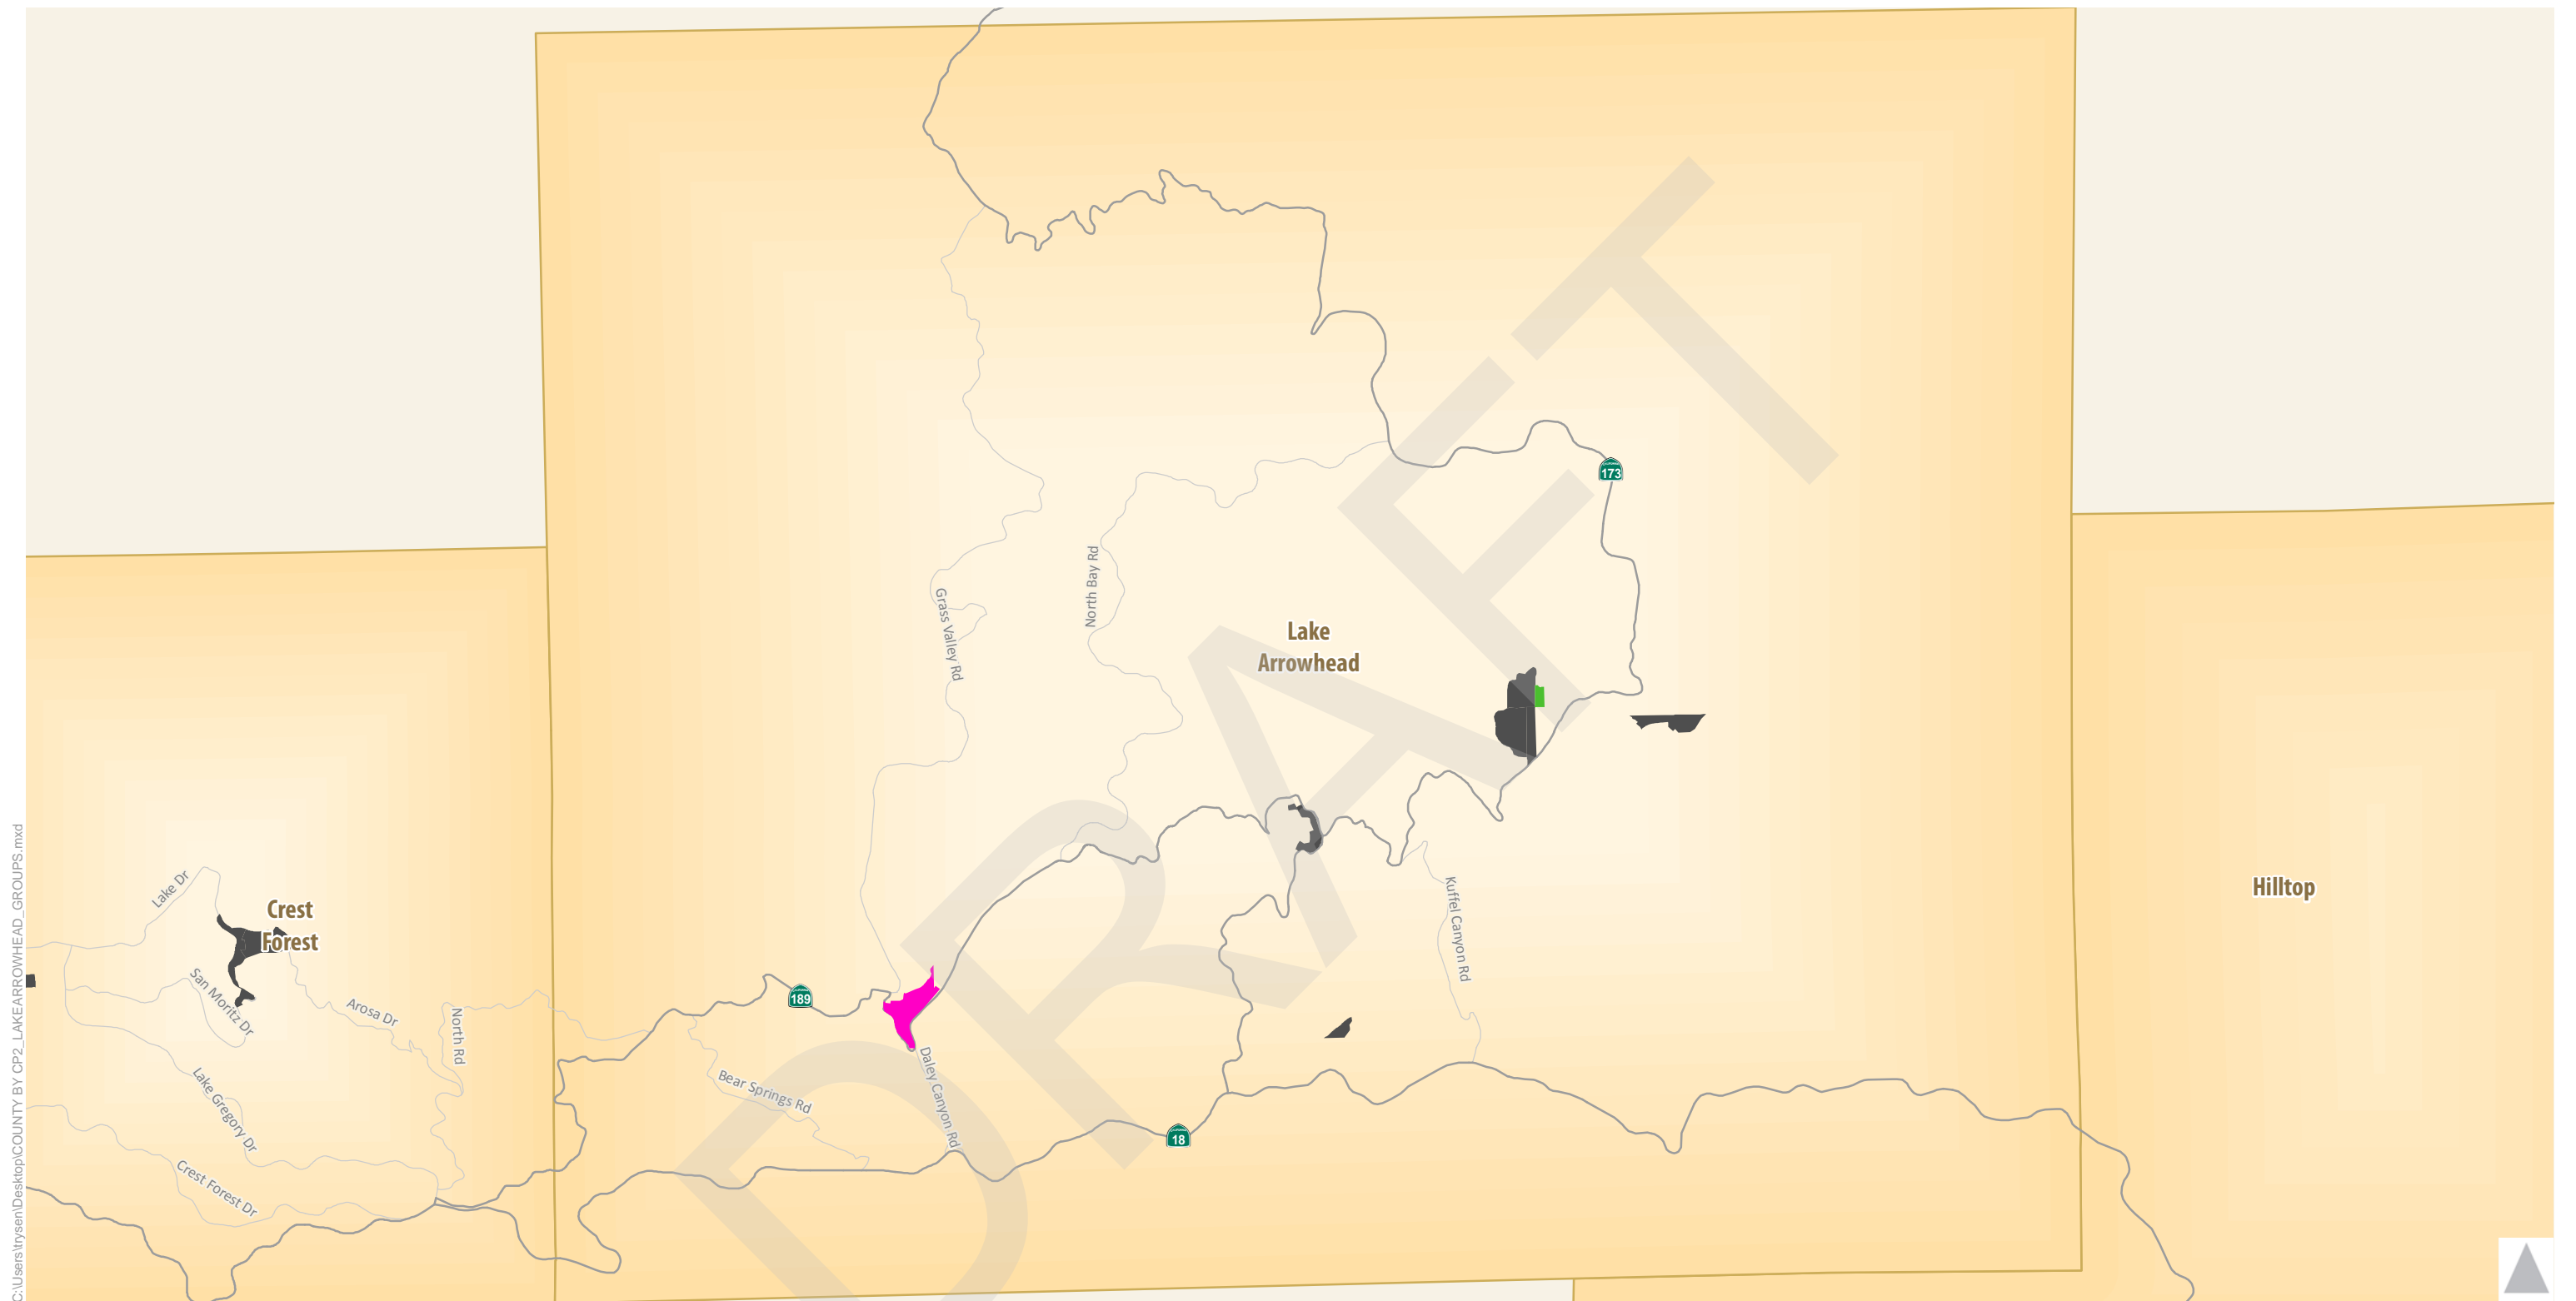 173
North Bay Rd
Grass Valley Rd
Lake
Arrowhead
DRAFT
Lake Dr
Crest
Forest
Kuffel Canyon Rd
Hilltop
San Moritz Dr
189
Arosa Dr
North Rd
Daley Canyon Rd
Bear Springs Rd
Lake Gregory Dr
18
Crest Forest Dr
C:\Users\trysen\Desktop\COUNTY BY CP2_LAKEARROWHEAD_GROUPS.mxd